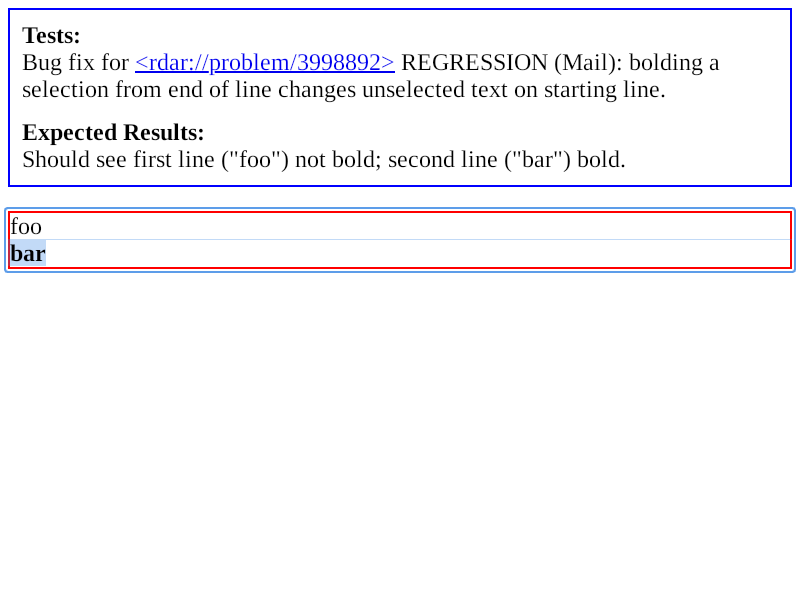 Tests:
Bug fix for <rdar://problem/3998892> REGRESSION (Mail): bolding a
selection from end of line changes unselected text on starting line.
Expected Results:
Should see first line ("foo") not bold; second line ("bar") bold.
foo
bar